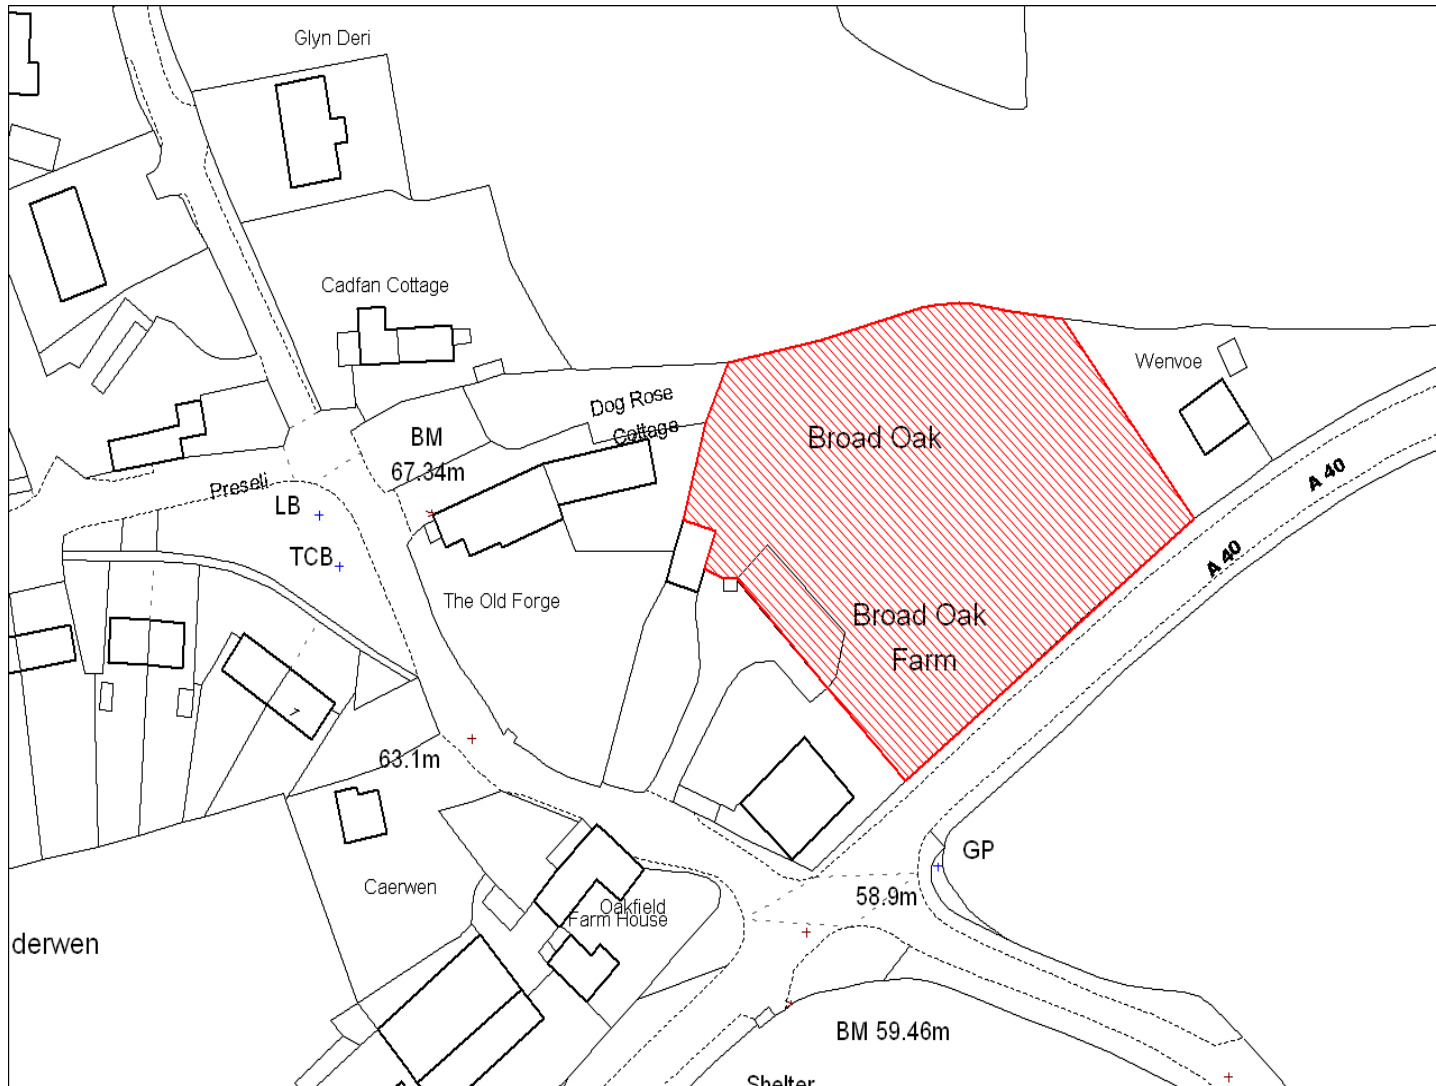 Glyn Deri
Cadfan Cottage
Dog Rose
Cottage
BM
67.34m
Preseli
LB
TCB
The Old Forge
Broad Oak
Wenvoe
A 40
A 40
Broad Oak
Farm
7
63.1m
Caerwen
Oakfield
Farm House
GP
58.9m
derwen
BM 59.46m
Shelter